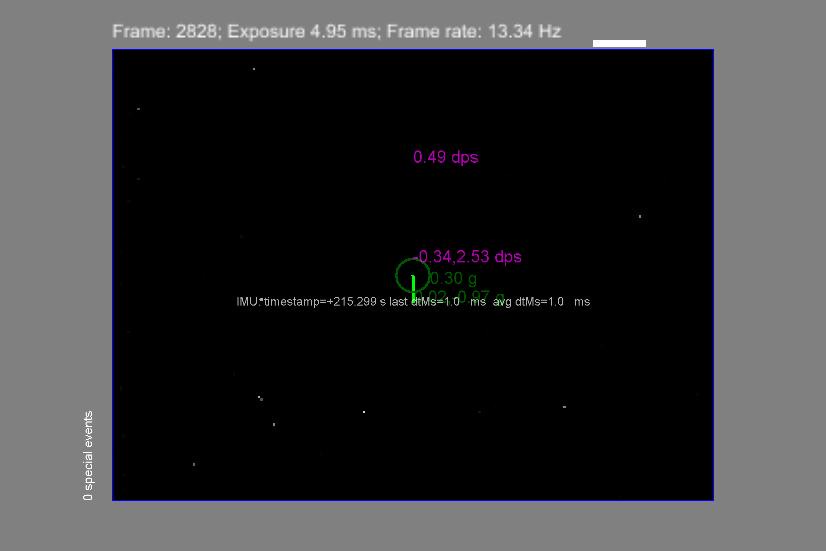 Frame: 2828; Exposure 4.95 ms; Frame rate: 13.34 Hz
0.49 dps
-0.34,2.53 dps
0.30 g
IMU: timestamp=+215.299 s last dtMs=1.0 ms avg dtMs=1.0 ms
0 special events